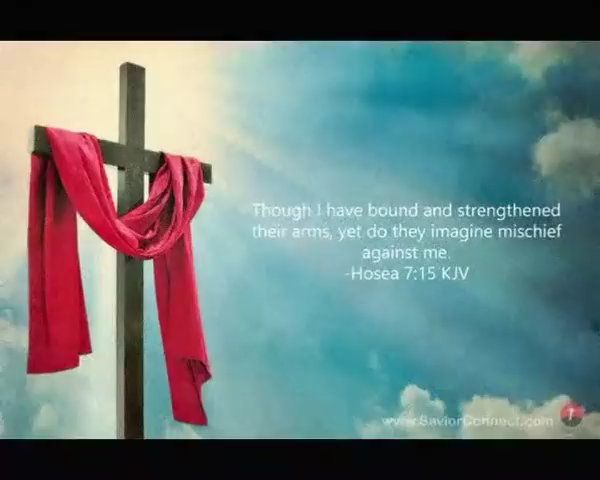 Though I have bound and strengthened
their arms, yet do they imagine mischief
against me.
-Hosea 7:15 KJV
www.SaviorConnect.com